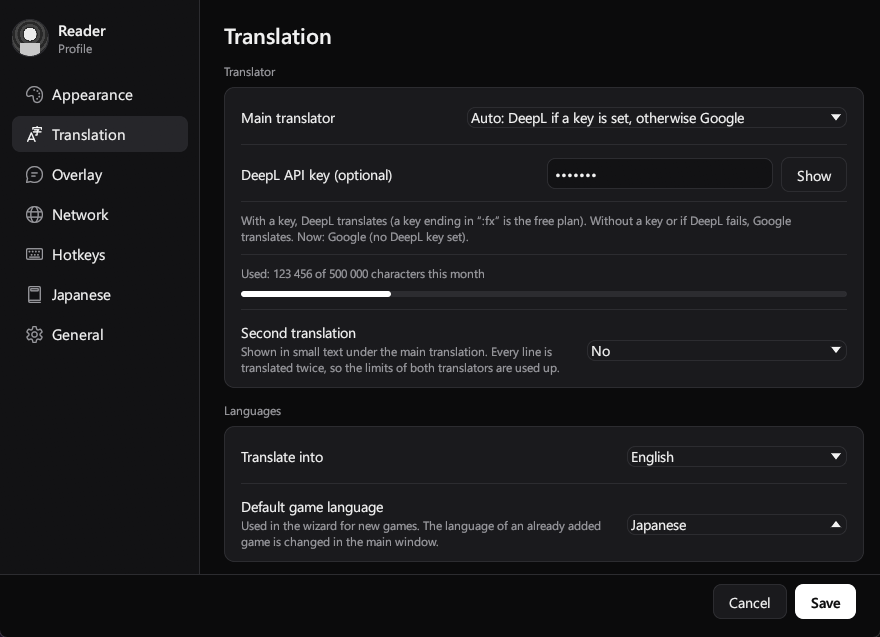 Reader
Profile
Appearance
Translation
Overlay
Network
Hotkeys
Japanese
General
Translation
Translator
Main translator
Auto: DeepL if a key is set, otherwise Google
DeepL API key (optional)
•••••••
Show
With a key, DeepL translates (a key ending in “:fx” is the free plan). Without a key or if DeepL fails, Google
translates. Now: Google (no DeepL key set).
Used: 123 456 of 500 000 characters this month
Second translation
Shown in small text under the main translation. Every line is
translated twice, so the limits of both translators are used up.
No
Languages
Translate into
English
Default game language
Used in the wizard for new games. The language of an already added
game is changed in the main window.
Japanese
Cancel
Save